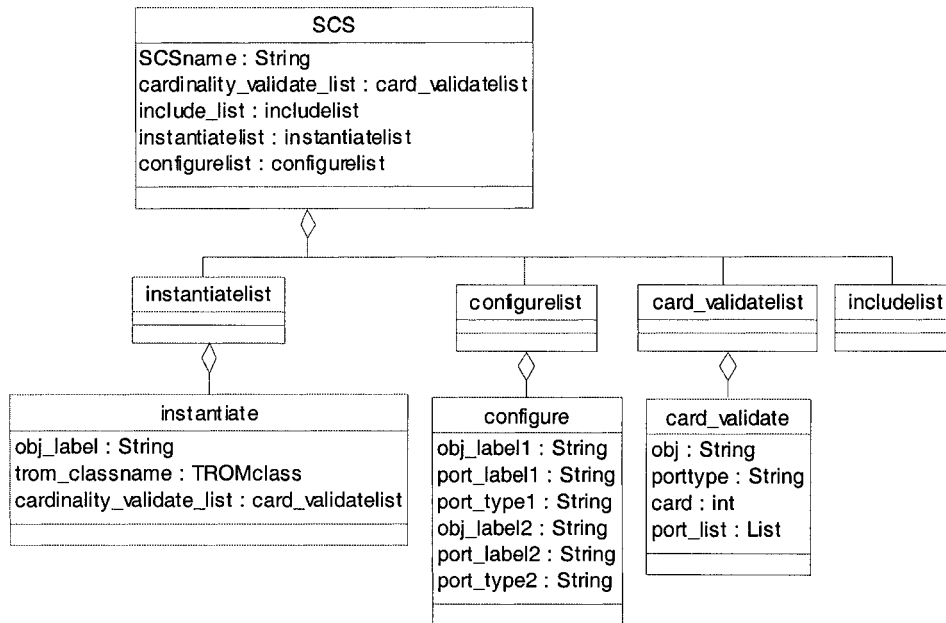 SCS
SCSname : String
cardinality_validate_list : card_validatelist
include_list : includelist
instantiatelist : instantiatelist
configurelist : configurelist
instantiatelist
configurelist
card_validatelist
includelist
instantiate
obj_label : String
trom_classname : TROMclass
cardinality_validate_list : card_validatelist
configure
obj_label1 : String
port_label1 : String
port_type1 : String
obj_label2 : String
port_label2 : String
port_type2 : String
card_validate
obj : String
porttype : String
card : int
port_list : List